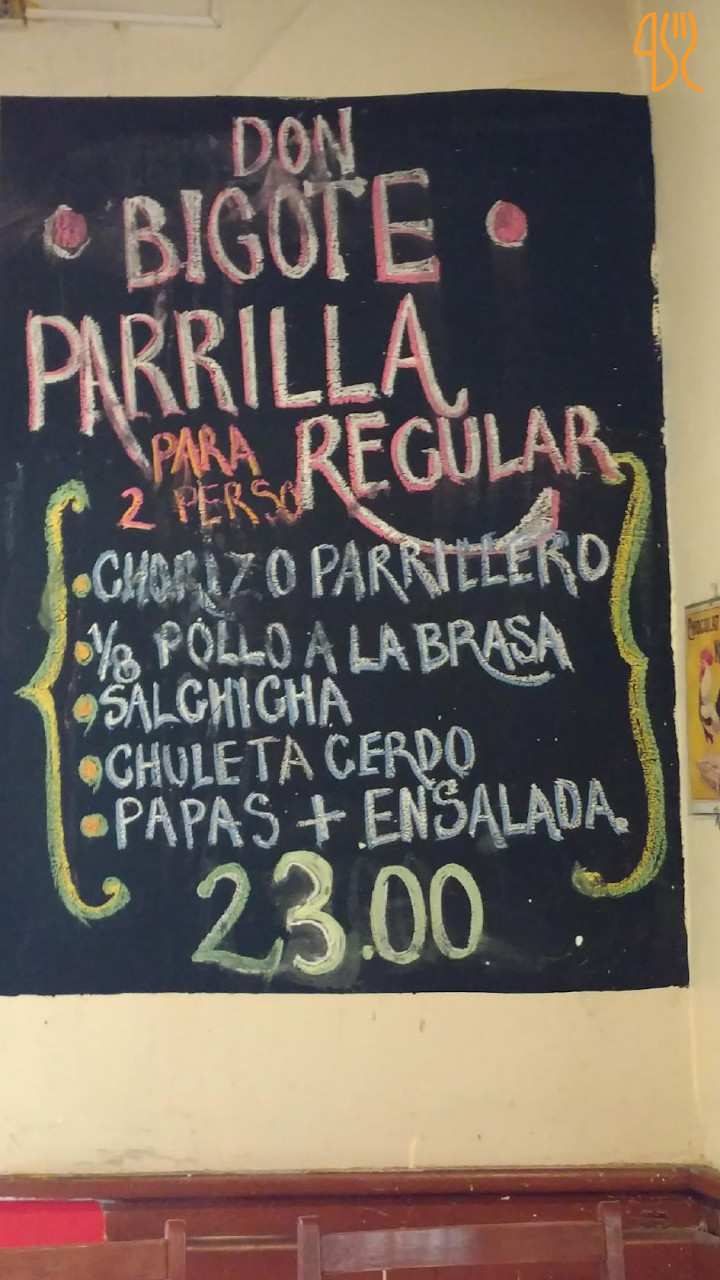 DON
BIGOTE
PARRILLA
REGULAR
PARA
2 PERSO
CHORIZO PARRILLERO
1/8 POLLO A LA BRASA
SALCHICHA
CHULETA CERDO
PAPAS + ENSALADA.
23.00